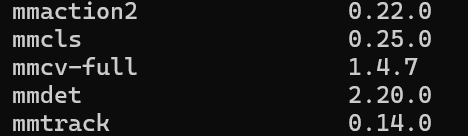 mmaction2 0.22.0
mmcls 0.25.0
mmcv-full 1.4.7
mmdet 2.20.0
mmtrack 0.14.0